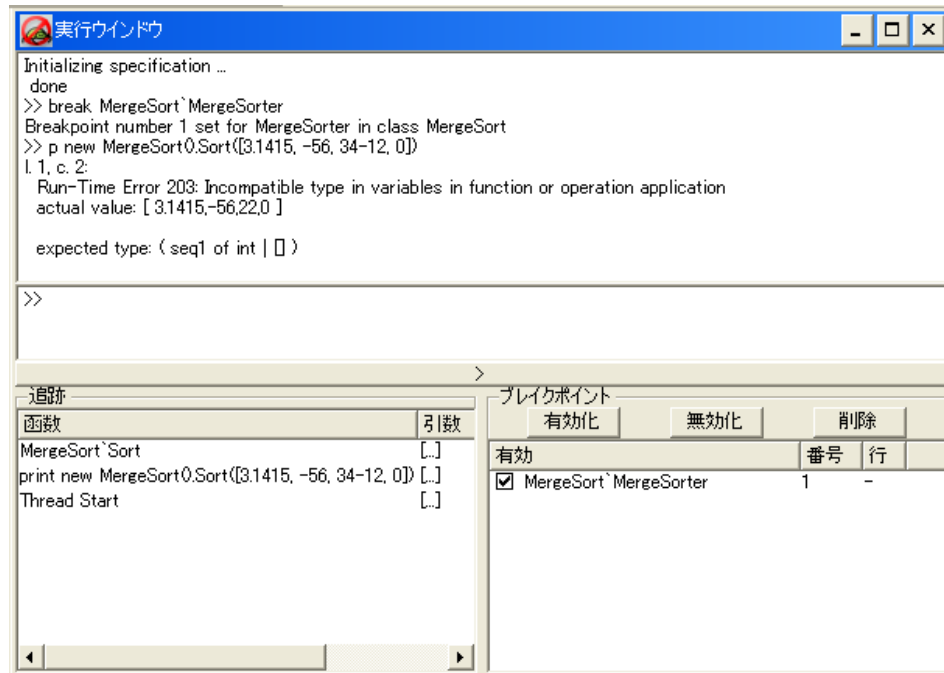 実行ウインドウ
Initializing specification ...
done
>> break MergeSort`MergeSorter
Breakpoint number 1 set for MergeSorter in class MergeSort
>> p new MergeSort().Sort([3.1415, -56, 34-12, 0])
l. 1, c. 2:
Run-Time Error 203: Incompatible type in variables in function or operation application
actual value: [ 3.1415,-56,22,0 ]
expected type: ( seq1 of int | [] )
>>
>
追跡
函数 引数
MergeSort`Sort [...]
print new MergeSort().Sort([3.1415, -56, 34-12, 0]) [...]
Thread Start [...]
ブレイクポイント
有効化 無効化 削除
有効 番号 行
MergeSort`MergeSorter 1 -